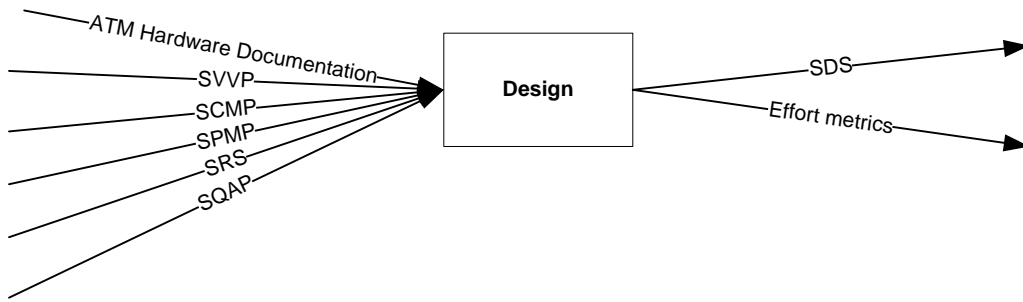 ATM Hardware Documentation
SVVP
SCMP
SPMP
SRS
SQAP
Design
SDS
Effort metrics